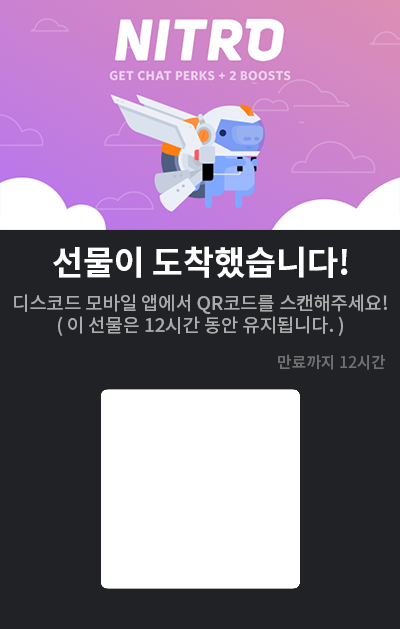 NITRO
GET CHAT PERKS + 2 BOOSTS
선물이 도착했습니다!
디스코드 모바일 앱에서 QR코드를 스캔해주세요!
( 이 선물은 12시간 동안 유지됩니다. )
만료까지 12시간